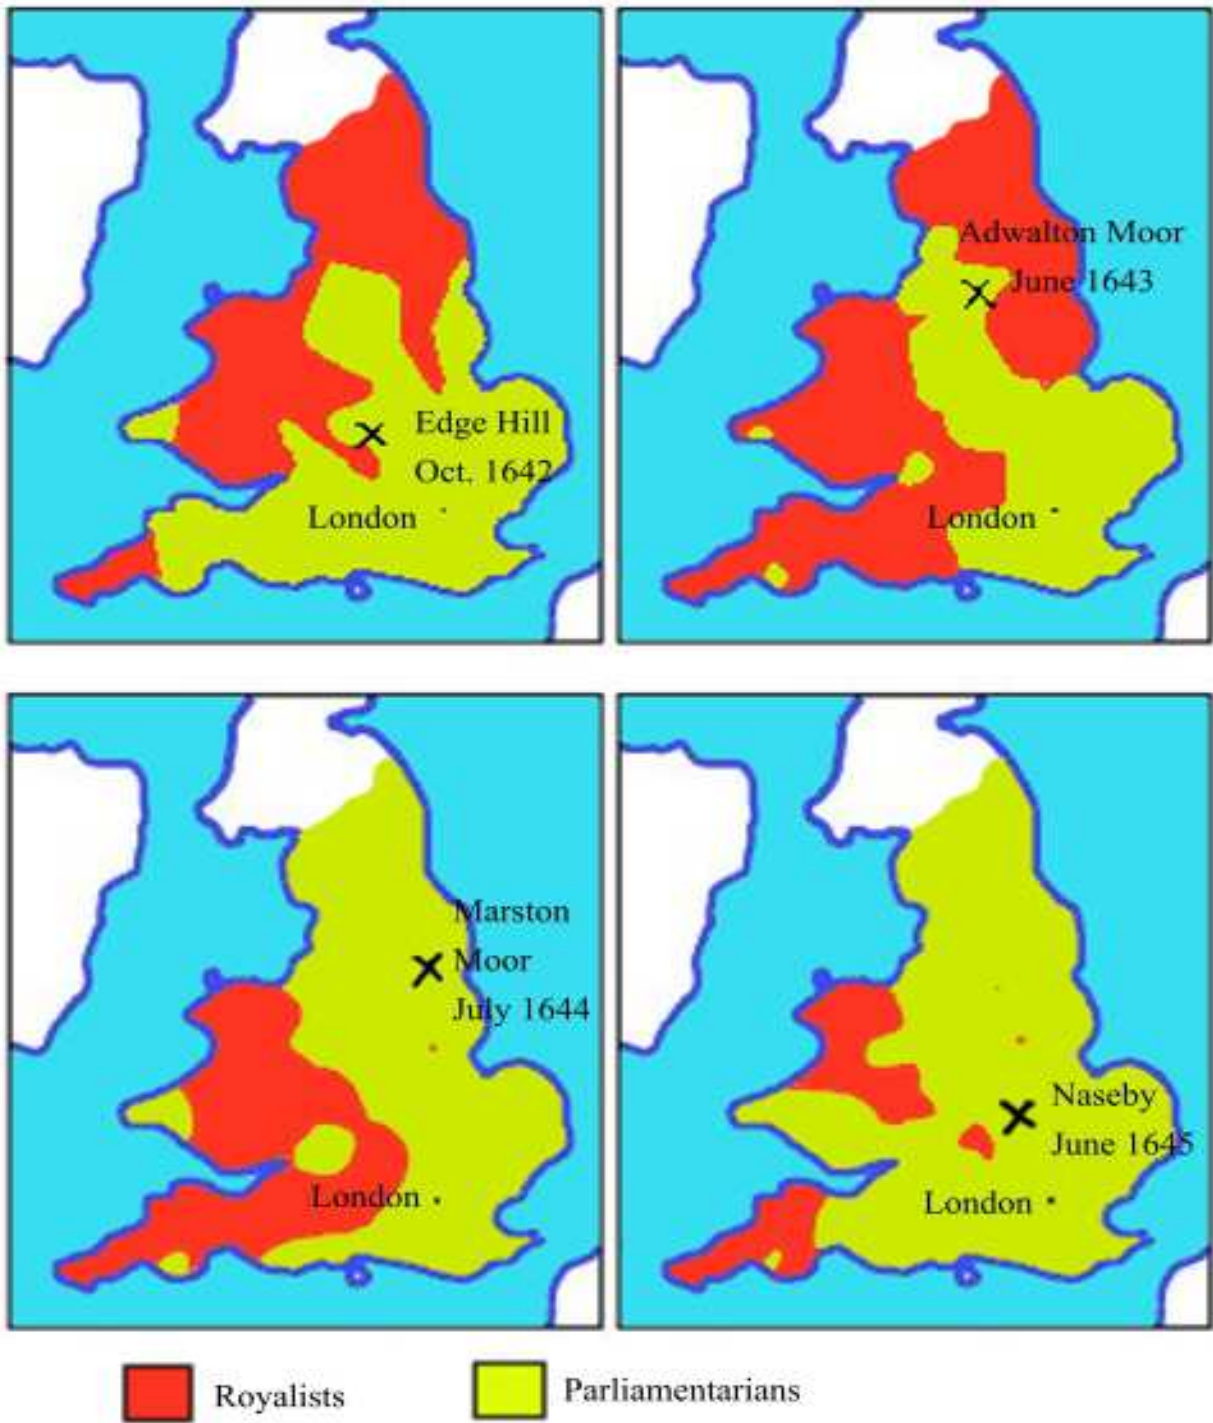 Edge Hill
Oct, 1642
London
Adwalton Moor
June 1643
London
Marston
Moor
July 1644
London
Naseby
June 1645
London
Royalists
Parliamentarians